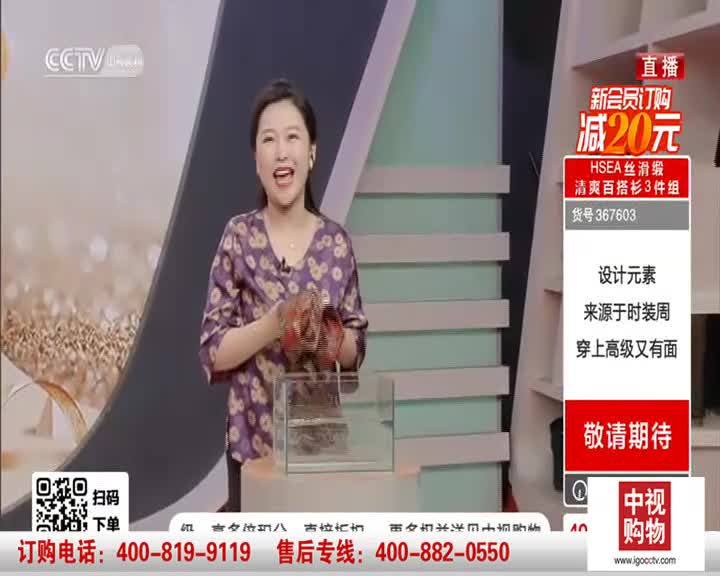 CCTV
直播
新会员订购
减20元
HSEA丝滑缎
清爽百搭衫3件组
货号367603
设计元素
来源于时装周
穿上高级又有面
敬请期待
扫码
下单
订购电话：400-819-9119 售后专线：400-882-0550
中视
购物
www.igocctv.com